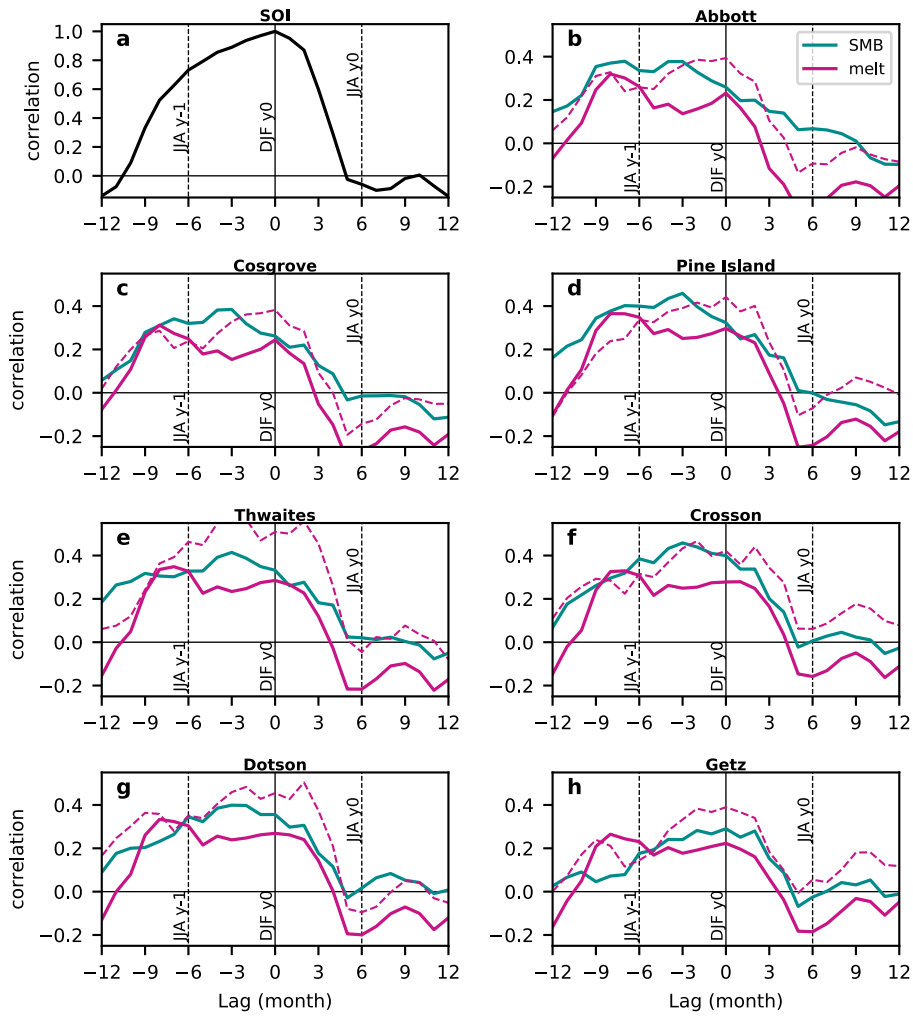 SOI
a
correlation
1.0
0.8
0.6
0.4
0.2
0.0
JJA y-1
DJF y0
JJA y0
−12 −9 −6 −3 0 3 6 9 12
Abbott
b
SMB
melt
0.4
0.2
0.0
−0.2
JJA y-1
DJF y0
−12 −9 −6 −3 0 3 6 9 12
Cosgrove
c
correlation
0.4
0.2
0.0
−0.2
JJA y-1
DJF y0
JJA y0
−12 −9 −6 −3 0 3 6 9 12
Pine Island
d
0.4
0.2
0.0
−0.2
JJA y-1
DJF y0
JJA y0
−12 −9 −6 −3 0 3 6 9 12
Thwaites
e
correlation
0.4
0.2
0.0
−0.2
JJA y-1
DJF y0
JJA y0
−12 −9 −6 −3 0 3 6 9 12
Crosson
f
0.4
0.2
0.0
−0.2
JJA y-1
DJF y0
JJA y0
−12 −9 −6 −3 0 3 6 9 12
Dotson
g
correlation
0.4
0.2
0.0
−0.2
JJA y-1
DJF y0
JJA y0
−12 −9 −6 −3 0 3 6 9 12
Lag (month)
Getz
h
0.4
0.2
0.0
−0.2
JJA y-1
DJF y0
JJA y0
−12 −9 −6 −3 0 3 6 9 12
Lag (month)